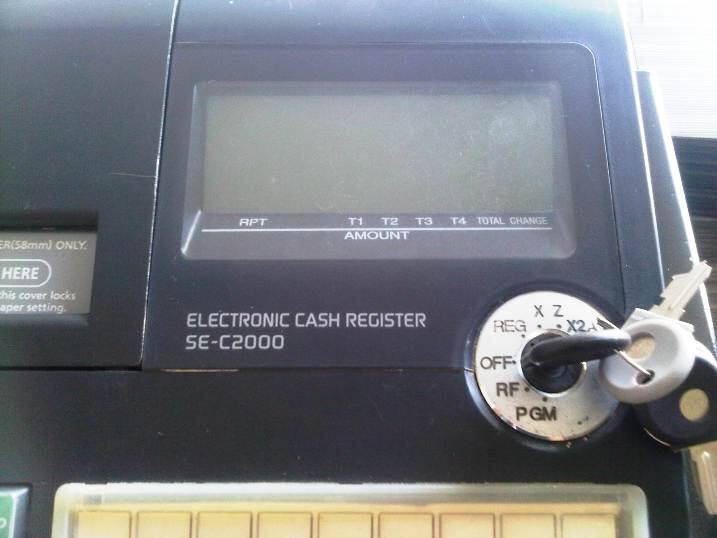 RPT T1 T2 T3 T4 TOTAL CHANGE
AMOUNT
ER(58mm) ONLY.
HERE
this cover locks
aper setting.
ELECTRONIC CASH REGISTER
SE-C2000
X Z
REG X2
OFF
RF
PGM